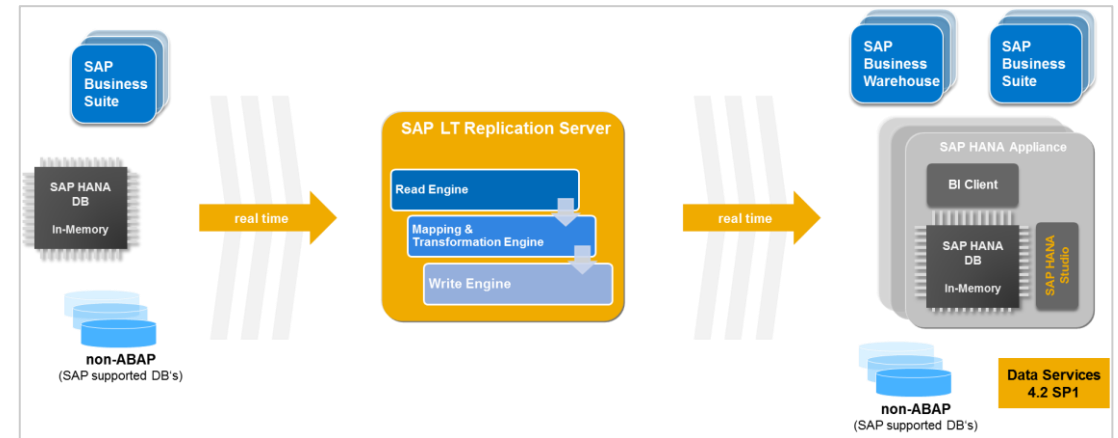 SAP
Business
Suite
SAP HANA
DB
In-Memory
non-ABAP
(SAP supported DB's)
real time
SAP LT Replication Server
Read Engine
Mapping &
Transformation Engine
Write Engine
real time
SAP
Business
Warehouse
SAP
Business
Suite
SAP HANA Appliance
BI Client
SAP HANA
DB
In-Memory
SAP HANA
Studio
non-ABAP
(SAP supported DB's)
Data Services
4.2 SP1